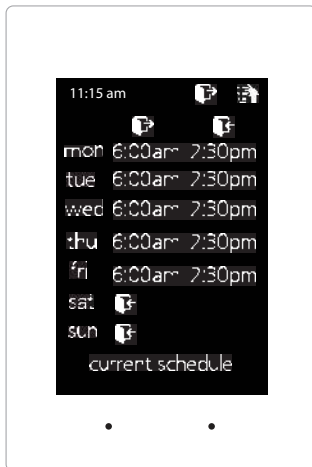 11:15 am
mon 6:00am 2:30pm
tue 6:00am 2:30pm
wed 6:00am 2:30pm
thu 6:00am 2:30pm
fri 6:00am 2:30pm
sat
sun
current schedule